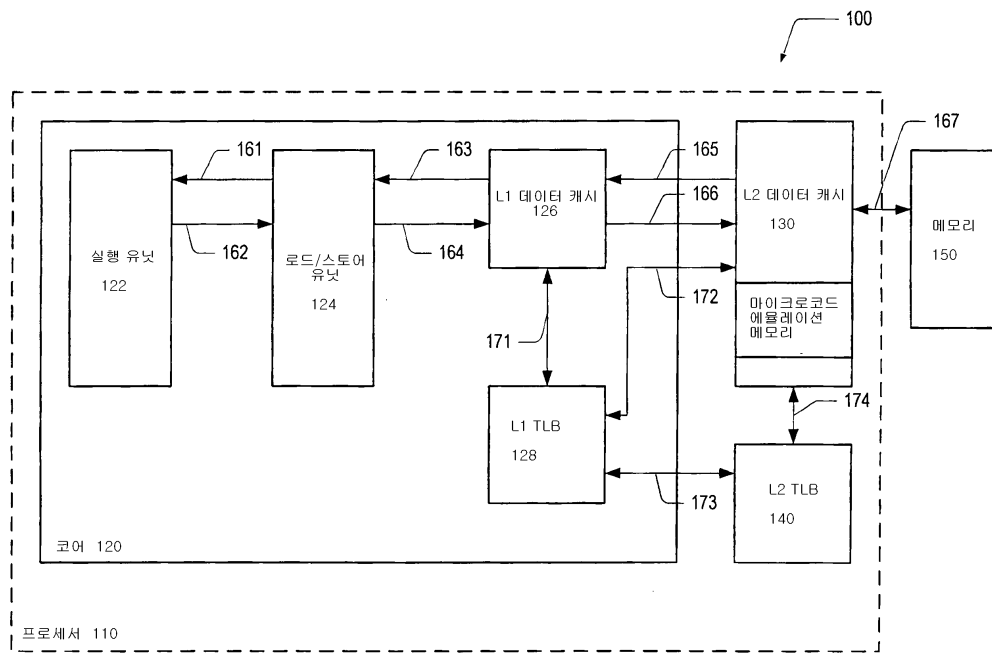 100
167
161
163
165
L1 데이터 캐시
126
166
L2 데이터 캐시
130
메모리
150
실행 유닛
122
162
로드/스토어
유닛
124
164
172
마이크로코드
에뮬레이션
메모리
171
174
L1 TLB
128
173
L2 TLB
140
코어 120
프로세서 110